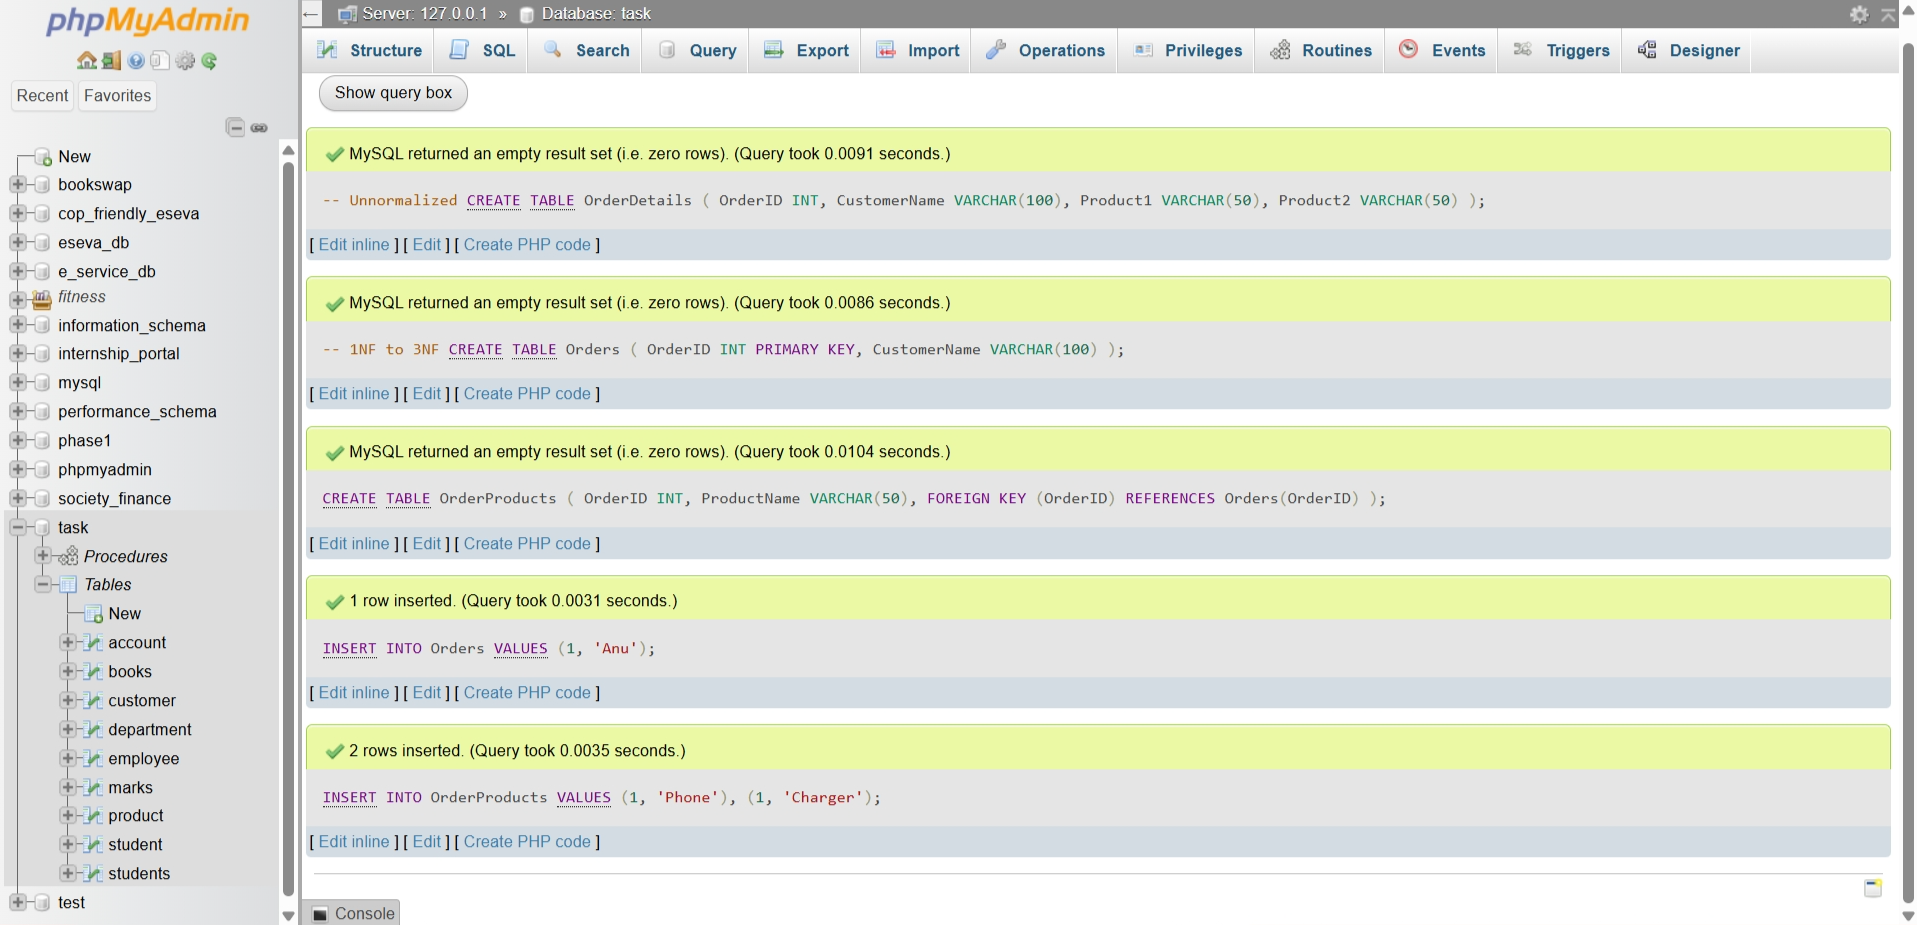 phpMyAdmin
Recent Favorites
New
bookswap
cop_friendly_eseva
eseva_db
e_service_db
fitness
information_schema
internship_portal
mysql
performance_schema
phase1
phpmyadmin
society_finance
task
Procedures
Tables
New
account
books
customer
department
employee
marks
product
student
students
test
Server: 127.0.0.1 » Database: task
Structure SQL Search Query Export Import Operations Privileges Routines Events Triggers Designer
Show query box
MySQL returned an empty result set (i.e. zero rows). (Query took 0.0091 seconds.)
-- Unnormalized CREATE TABLE OrderDetails ( OrderID INT, CustomerName VARCHAR(100), Product1 VARCHAR(50), Product2 VARCHAR(50) );
[ Edit inline ] [ Edit ] [ Create PHP code ]
MySQL returned an empty result set (i.e. zero rows). (Query took 0.0086 seconds.)
-- 1NF to 3NF CREATE TABLE Orders ( OrderID INT PRIMARY KEY, CustomerName VARCHAR(100) );
[ Edit inline ] [ Edit ] [ Create PHP code ]
MySQL returned an empty result set (i.e. zero rows). (Query took 0.0104 seconds.)
CREATE TABLE OrderProducts ( OrderID INT, ProductName VARCHAR(50), FOREIGN KEY (OrderID) REFERENCES Orders(OrderID) );
[ Edit inline ] [ Edit ] [ Create PHP code ]
1 row inserted. (Query took 0.0031 seconds.)
INSERT INTO Orders VALUES (1, 'Anu');
[ Edit inline ] [ Edit ] [ Create PHP code ]
2 rows inserted. (Query took 0.0035 seconds.)
INSERT INTO OrderProducts VALUES (1, 'Phone'), (1, 'Charger');
[ Edit inline ] [ Edit ] [ Create PHP code ]
Console